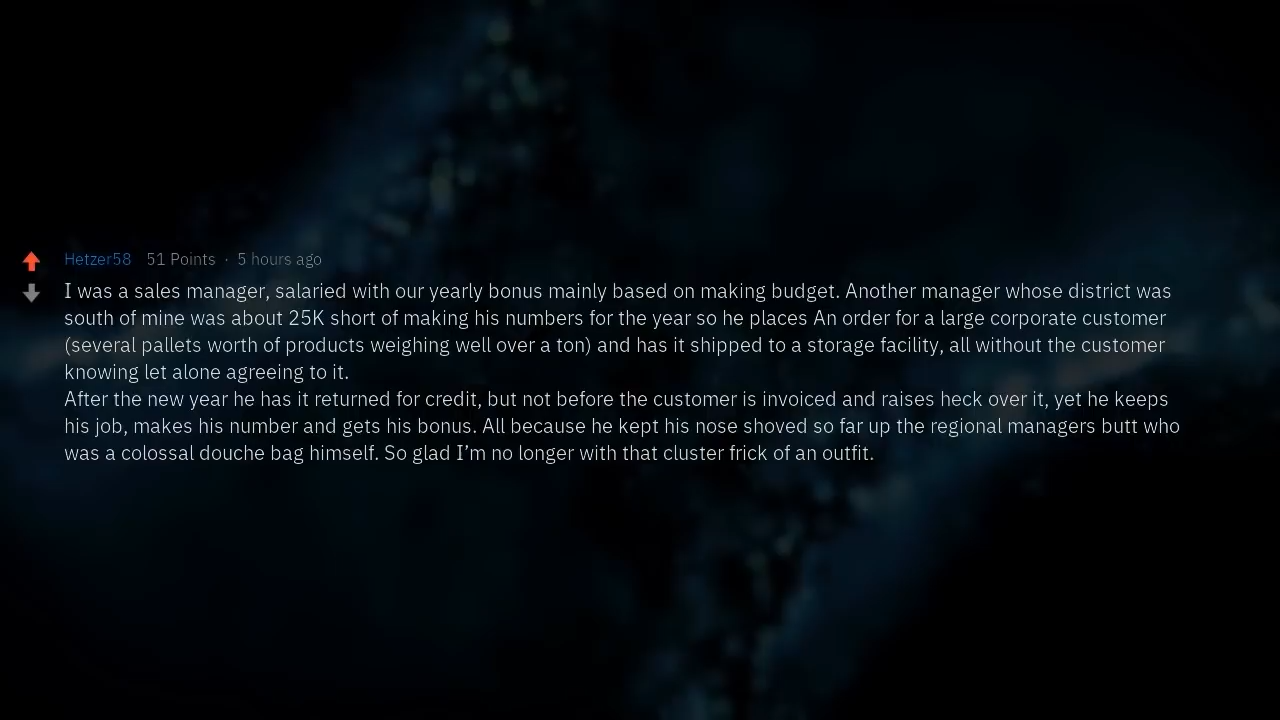 Hetzer58 51 Points · 5 hours ago
I was a sales manager, salaried with our yearly bonus mainly based on making budget. Another manager whose district was
south of mine was about 25K short of making his numbers for the year so he places An order for a large corporate customer
(several pallets worth of products weighing well over a ton) and has it shipped to a storage facility, all without the customer
knowing let alone agreeing to it.
After the new year he has it returned for credit, but not before the customer is invoiced and raises heck over it, yet he keeps
his job, makes his number and gets his bonus. All because he kept his nose shoved so far up the regional managers butt who
was a colossal douche bag himself. So glad I’m no longer with that cluster frick of an outfit.